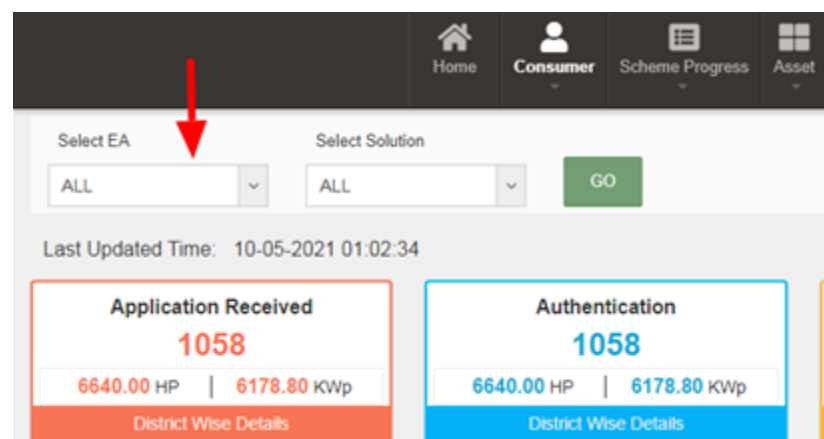 Home Consumer Scheme Progress Asset
Select EA Select Solution
ALL ALL GO
Last Updated Time: 10-05-2021 01:02:34
Application Received Authentication
1058 1058
6640.00 HP | 6178.80 KWp 6640.00 HP | 6178.80 KWp
District Wise Details District Wise Details